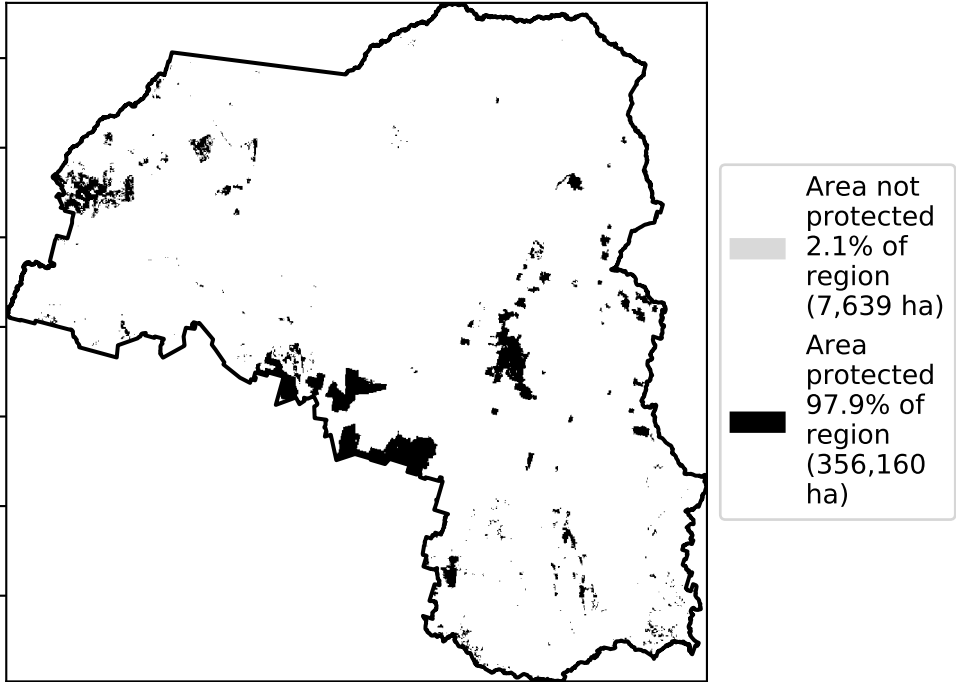 Area not
protected
2.1% of
region
(7,639 ha)
Area
protected
97.9% of
region
(356,160
ha)